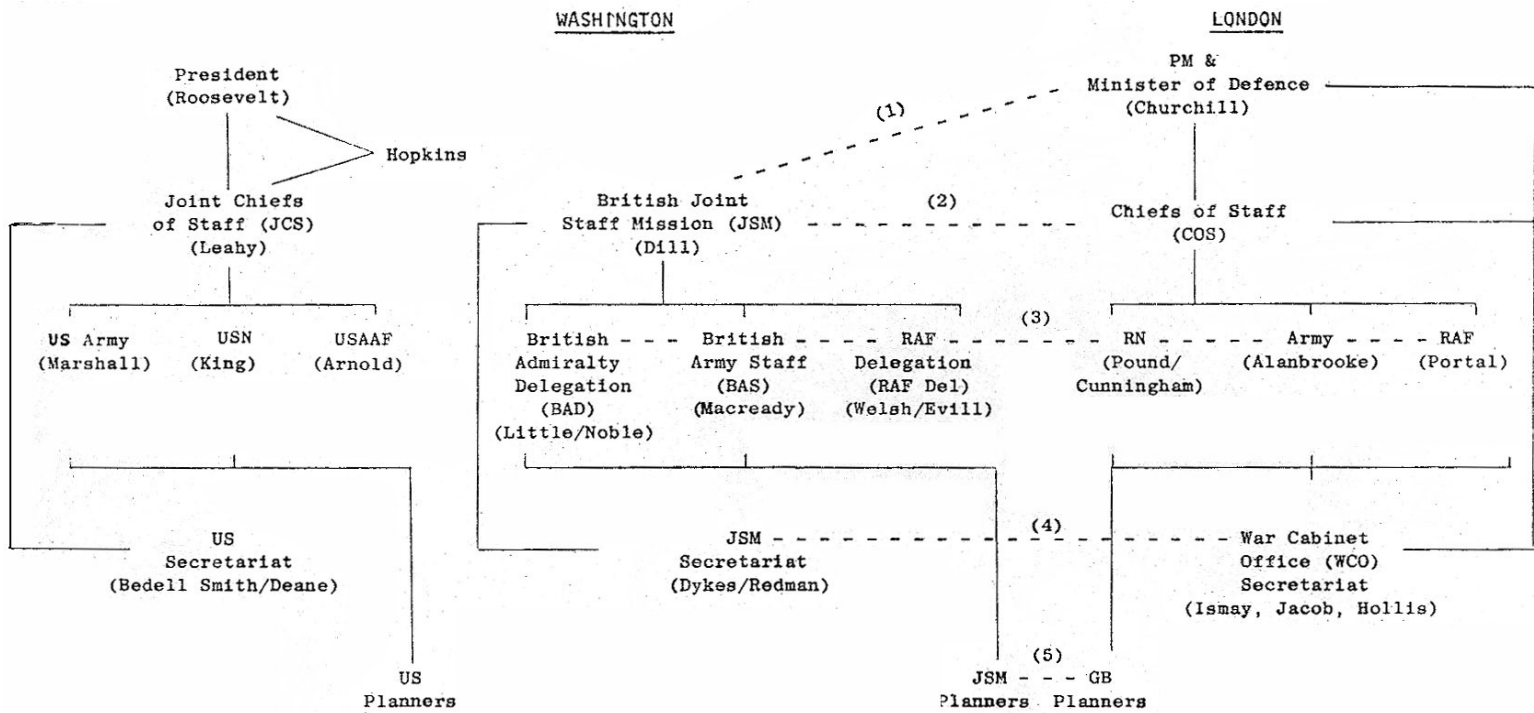 WASHINGTON
LONDON
President
(Roosevelt)
Hopkins
Joint Chiefs
of Staff (JCS)
(Leahy)
US Army
(Marshall)
USN
(King)
USAAF
(Arnold)
US
Secretariat
(Bedell Smith/Deane)
US
Planners
(1)
British Joint
Staff Mission (JSM)
(Dill)
(2)
British
Admiralty
Delegation
(BAD)
(Little/Noble)
British
Army Staff
(BAS)
(Macready)
RAF
Delegation
(RAF Del)
(Welsh/Evill)
(3)
JSM
Secretariat
(Dykes/Redman)
(4)
JSM
Planners
(5)
GB
Planners
PM &
Minister of Defence
(Churchill)
Chiefs of Staff
(COS)
RN
(Pound/
Cunningham)
Army
(Alanbrooke)
RAF
(Portal)
War Cabinet
Office (WCO)
Secretariat
(Ismay, Jacob, Hollis)